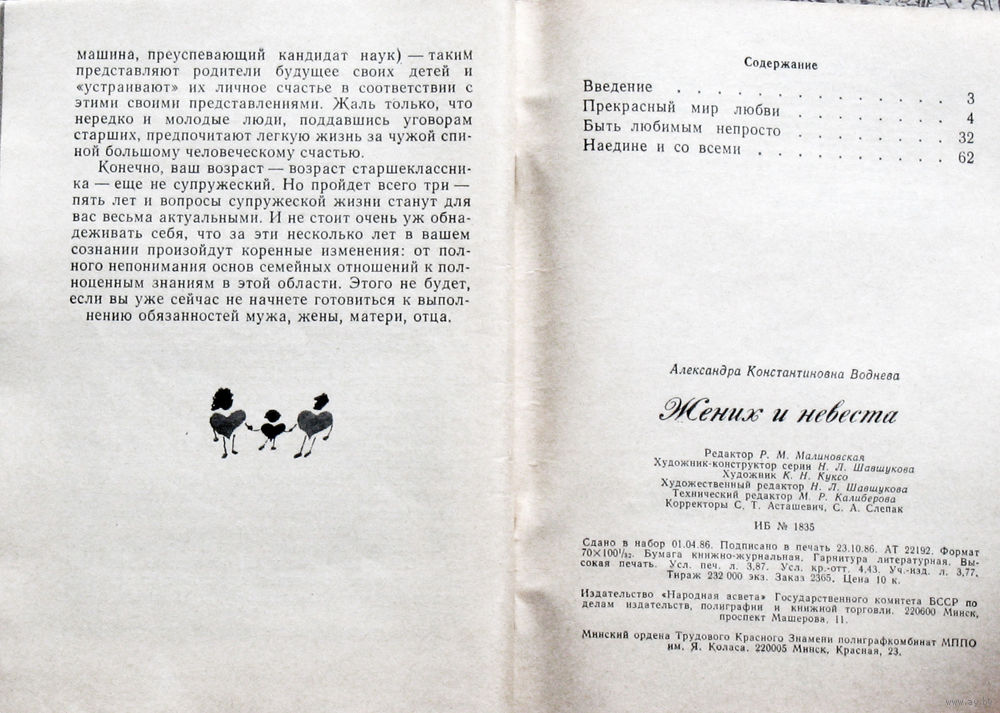 машина, преуспевающий кандидат наук) — таким
представляют родители будущее своих детей и
«устраивают» их личное счастье в соответствии с
этими своими представлениями. Жаль только, что
нередко и молодые люди, поддавшись уговорам
старших, предпочитают легкую жизнь за чужой спи-
ной большому человеческому счастью.
Конечно, ваш возраст — возраст старшеклассни-
ка — еще не супружеский. Но пройдет всего три —
пять лет и вопросы супружеской жизни станут для
вас весьма актуальными. И не стоит очень уж обна-
деживать себя, что за эти несколько лет в вашем
сознании произойдут коренные изменения: от пол-
ного непонимания основ семейных отношений к пол-
ноценным знаниям в этой области. Этого не будет,
если вы уже сейчас не начнете готовиться к выпол-
нению обязанностей мужа, жены, матери, отца.
Содержание
Введение . . . . . . . . . . . . . 3
Прекрасный мир любви . . . . . . . . 4
Быть любимым непросто . . . . . . . . 32
Наедине и со всеми . . . . . . . . . . 62
Александра Константиновна Воднева
Жених и невеста
Редактор Р. М. Малиновская
Художник-конструктор серии Н. Л. Шавшукова
Художник К. Н. Куксо
Художественный редактор Н. Л. Шавшукова
Технический редактор М. Р. Калиберова
Корректоры С. Т. Асташевич, С. А. Слепак
ИБ № 1835
Сдано в набор 01.04.86. Подписано в печать 23.10.86. АТ 22192. Формат
70×100¹/₃₂. Бумага книжно-журнальная. Гарнитура литературная. Вы-
сокая печать. Усл. печ. л. 3,87. Усл. кр.-отт. 4,43. Уч.-изд. л. 3,77.
Тираж 232 000 экз. Заказ 2365. Цена 10 к.
Издательство «Народная асвета» Государственного комитета БССР по
делам издательств, полиграфии и книжной торговли. 220600 Минск,
проспект Машерова, 11.
Минский ордена Трудового Красного Знамени полиграфкомбинат МППО
им. Я. Коласа. 220005 Минск, Красная, 23.
www.ay.by